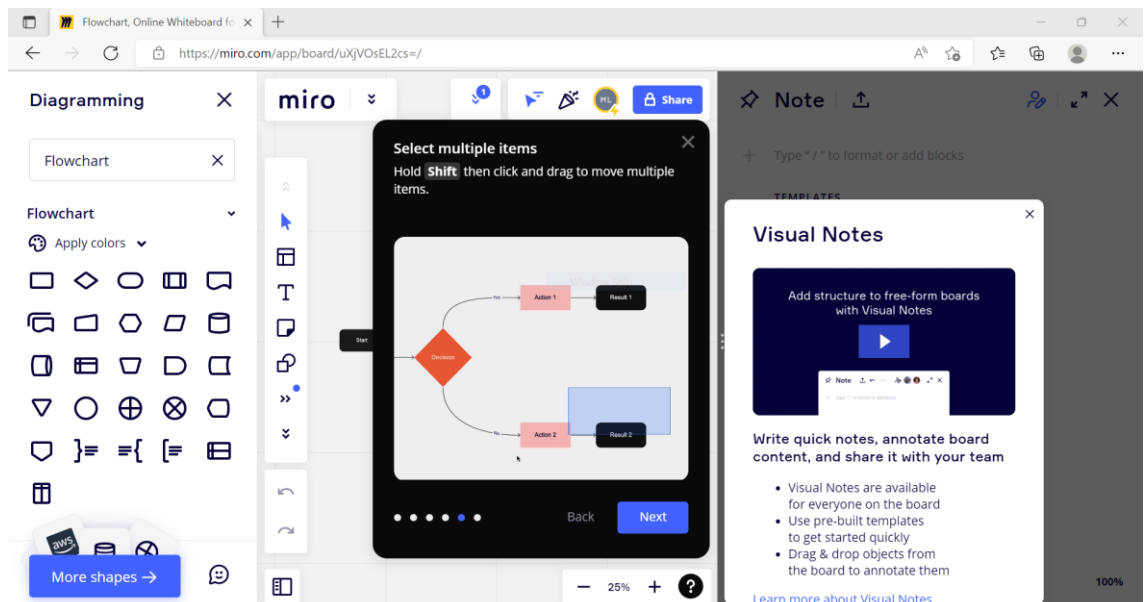 Flowchart, Online Whiteboard fo
https://miro.com/app/board/uXjVOsEL2cs=/
Diagramming
Flowchart
Flowchart
Apply colors
aws
More shapes →
miro
1
ML
Share
Select multiple items
Hold Shift then click and drag to move multiple
items.
Start
Decision
Action 1
Result 1
No
Action 2
Result 2
Back
Next
25%
?
Note
Type "/" to format or add blocks
TEMPLATES
Visual Notes
Add structure to free-form boards
with Visual Notes
Note
Write quick notes, annotate board
content, and share it with your team
• Visual Notes are available
for everyone on the board
• Use pre-built templates
to get started quickly
• Drag & drop objects from
the board to annotate them
Learn more about Visual Notes
100%